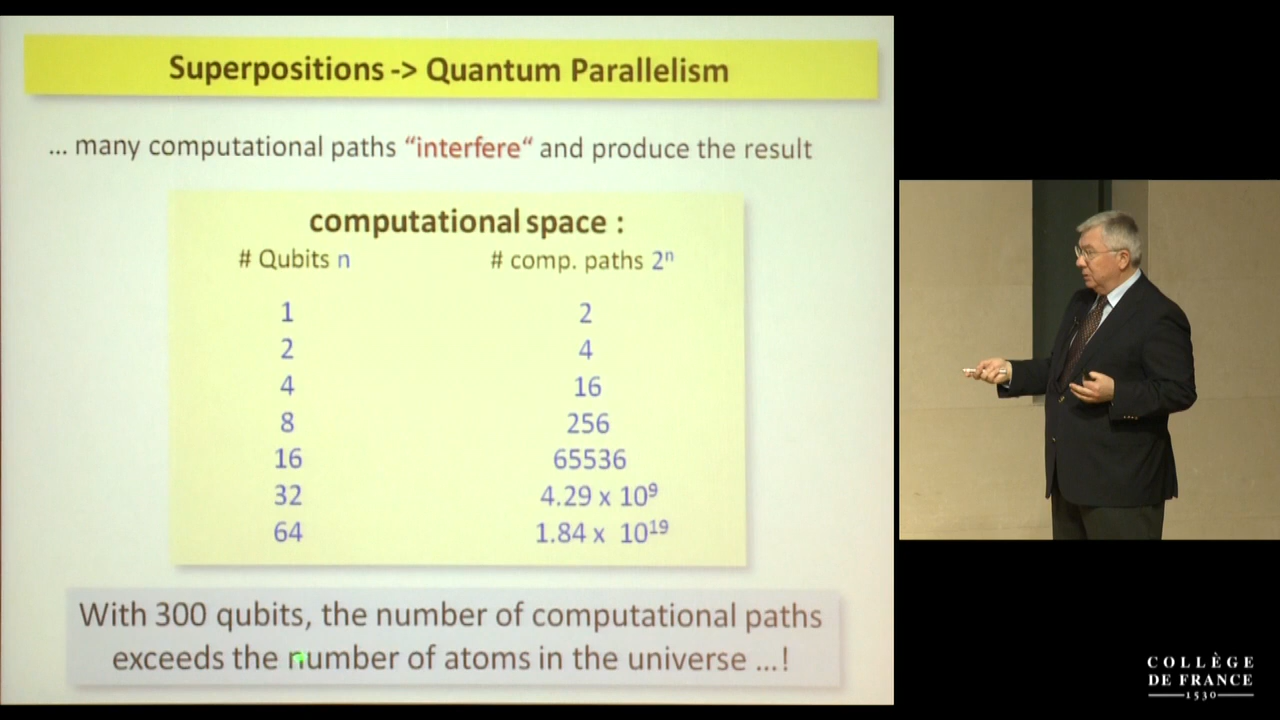 Superpositions -> Quantum Parallelism
... many computational paths “interfere“ and produce the result
computational space :
# Qubits n # comp. paths 2ⁿ
1 2
2 4
4 16
8 256
16 65536
32 4.29 x 10⁹
64 1.84 x 10¹⁹
With 300 qubits, the number of computational paths
exceeds the number of atoms in the universe ...!
COLLÈGE
DE FRANCE
1530